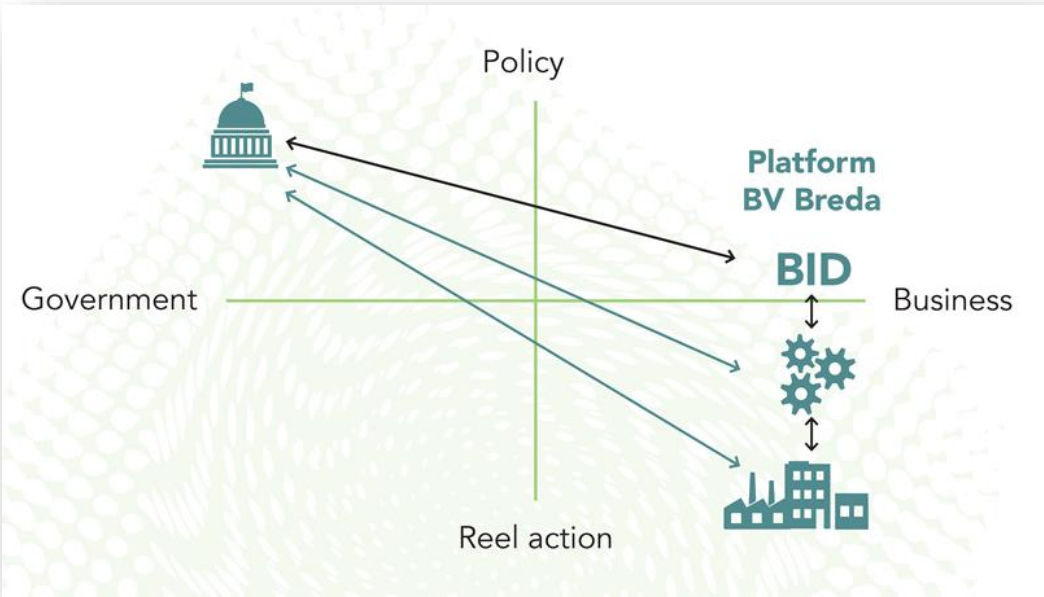 Policy
Platform
BV Breda
BID
Government
Business
Reel action